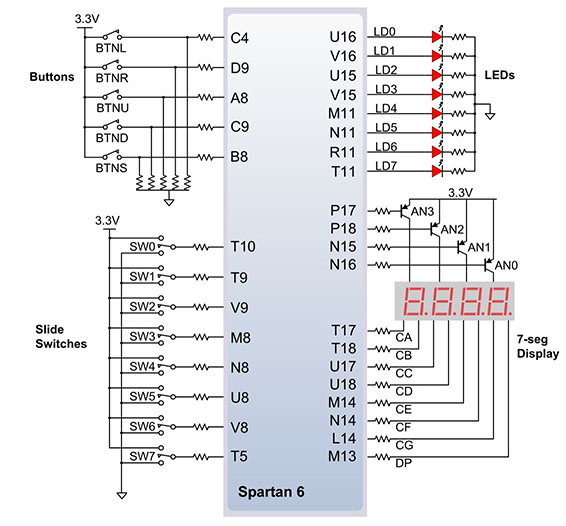 3.3V
BTNL
BTNR
BTNU
BTND
BTNS
Buttons
C4
D9
A8
C9
B8
3.3V
SW0
SW1
SW2
SW3
SW4
SW5
SW6
SW7
Slide
Switches
T10
T9
V9
M8
N8
U8
V8
T5
Spartan 6
U16
V16
U15
V15
M11
N11
R11
T11
LD0
LD1
LD2
LD3
LD4
LD5
LD6
LD7
LEDs
P17
P18
N15
N16
3.3V
AN3
AN2
AN1
AN0
8.8.8.8.
T17
T18
U17
U18
M14
N14
L14
M13
CA
CB
CC
CD
CE
CF
CG
DP
7-seg
Display